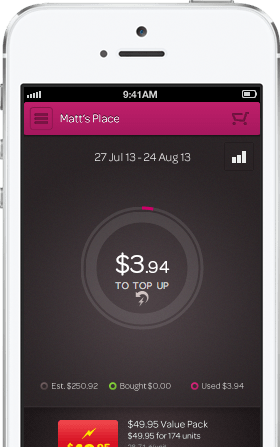 9:41AM
Matt's Place
27 Jul 13 - 24 Aug 13
$3.94
TO TOP UP
Est. $250.92 Bought $0.00 Used $3.94
$49.95 Value Pack
$49.95 for 174 units